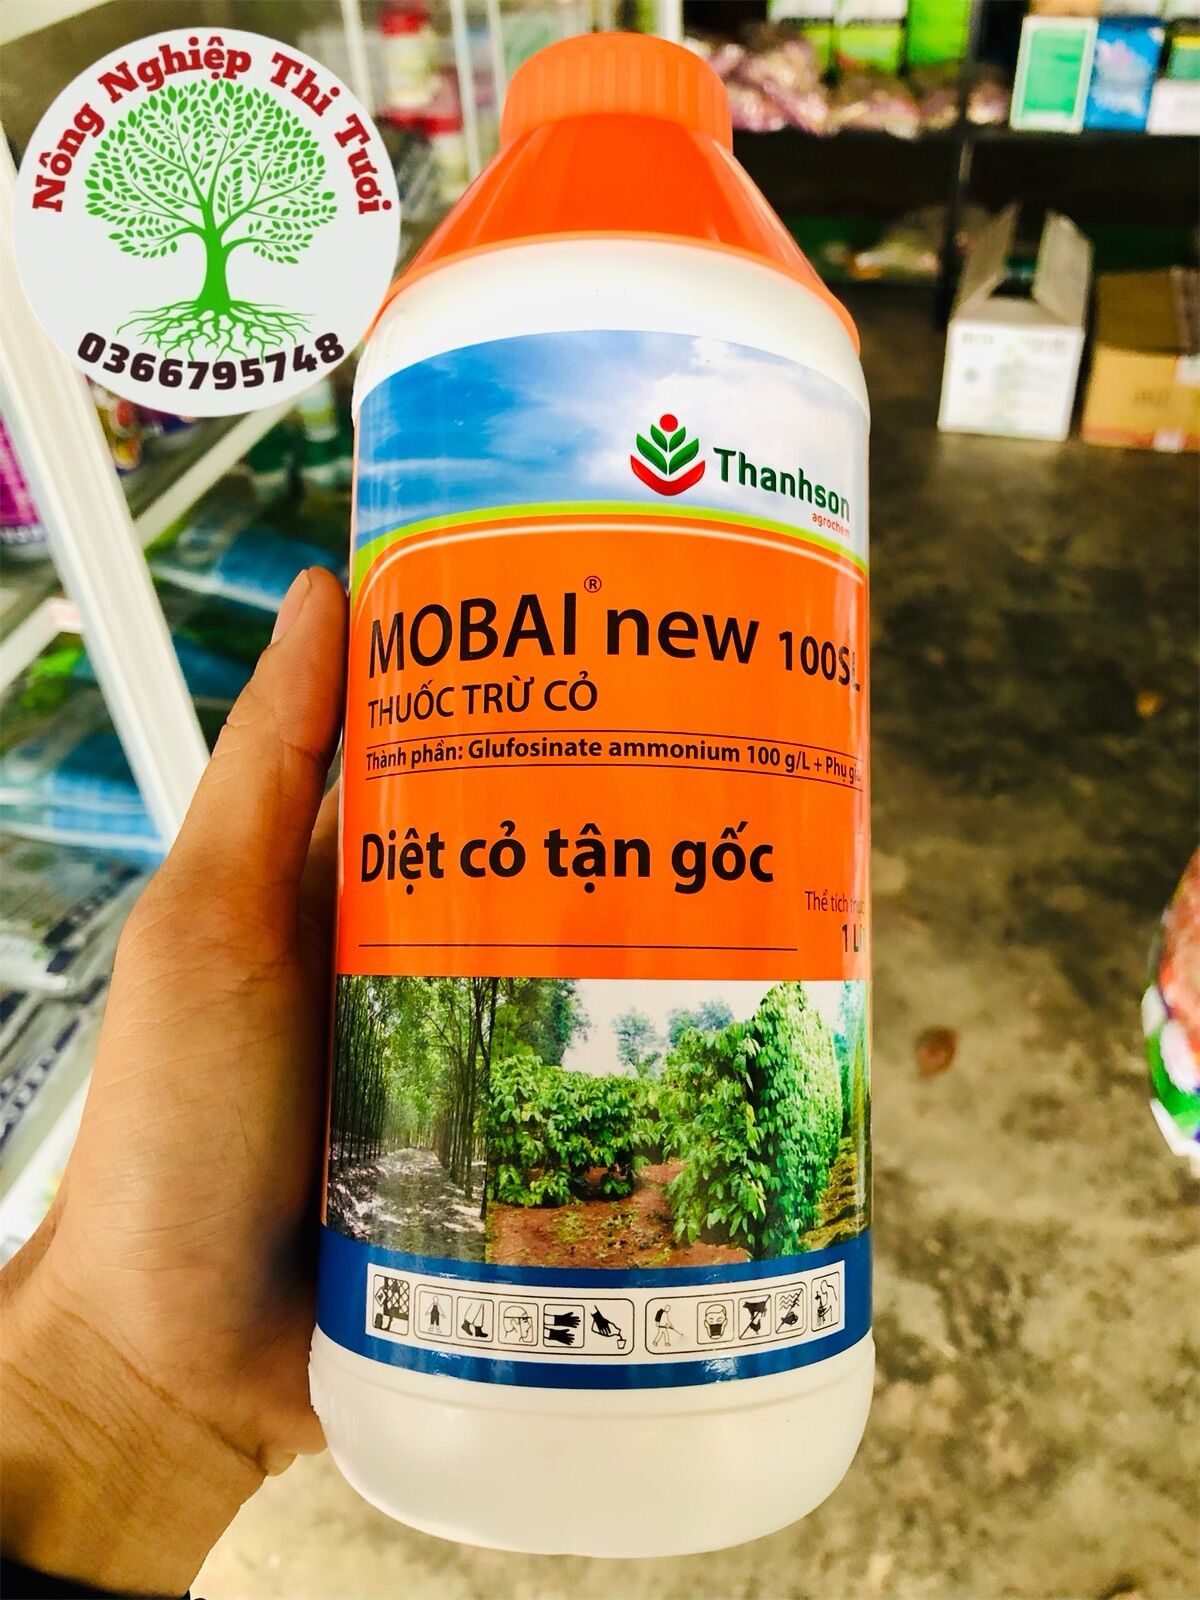 Nông Nghiệp Thi Tươi
0366795748
Thanhson
agrochem
MOBAI® new 100SL
THUỐC TRỪ CỎ
Thành phần: Glufosinate ammonium 100 g/L + Phụ gia
Diệt cỏ tận gốc
Thể tích thực
1 L